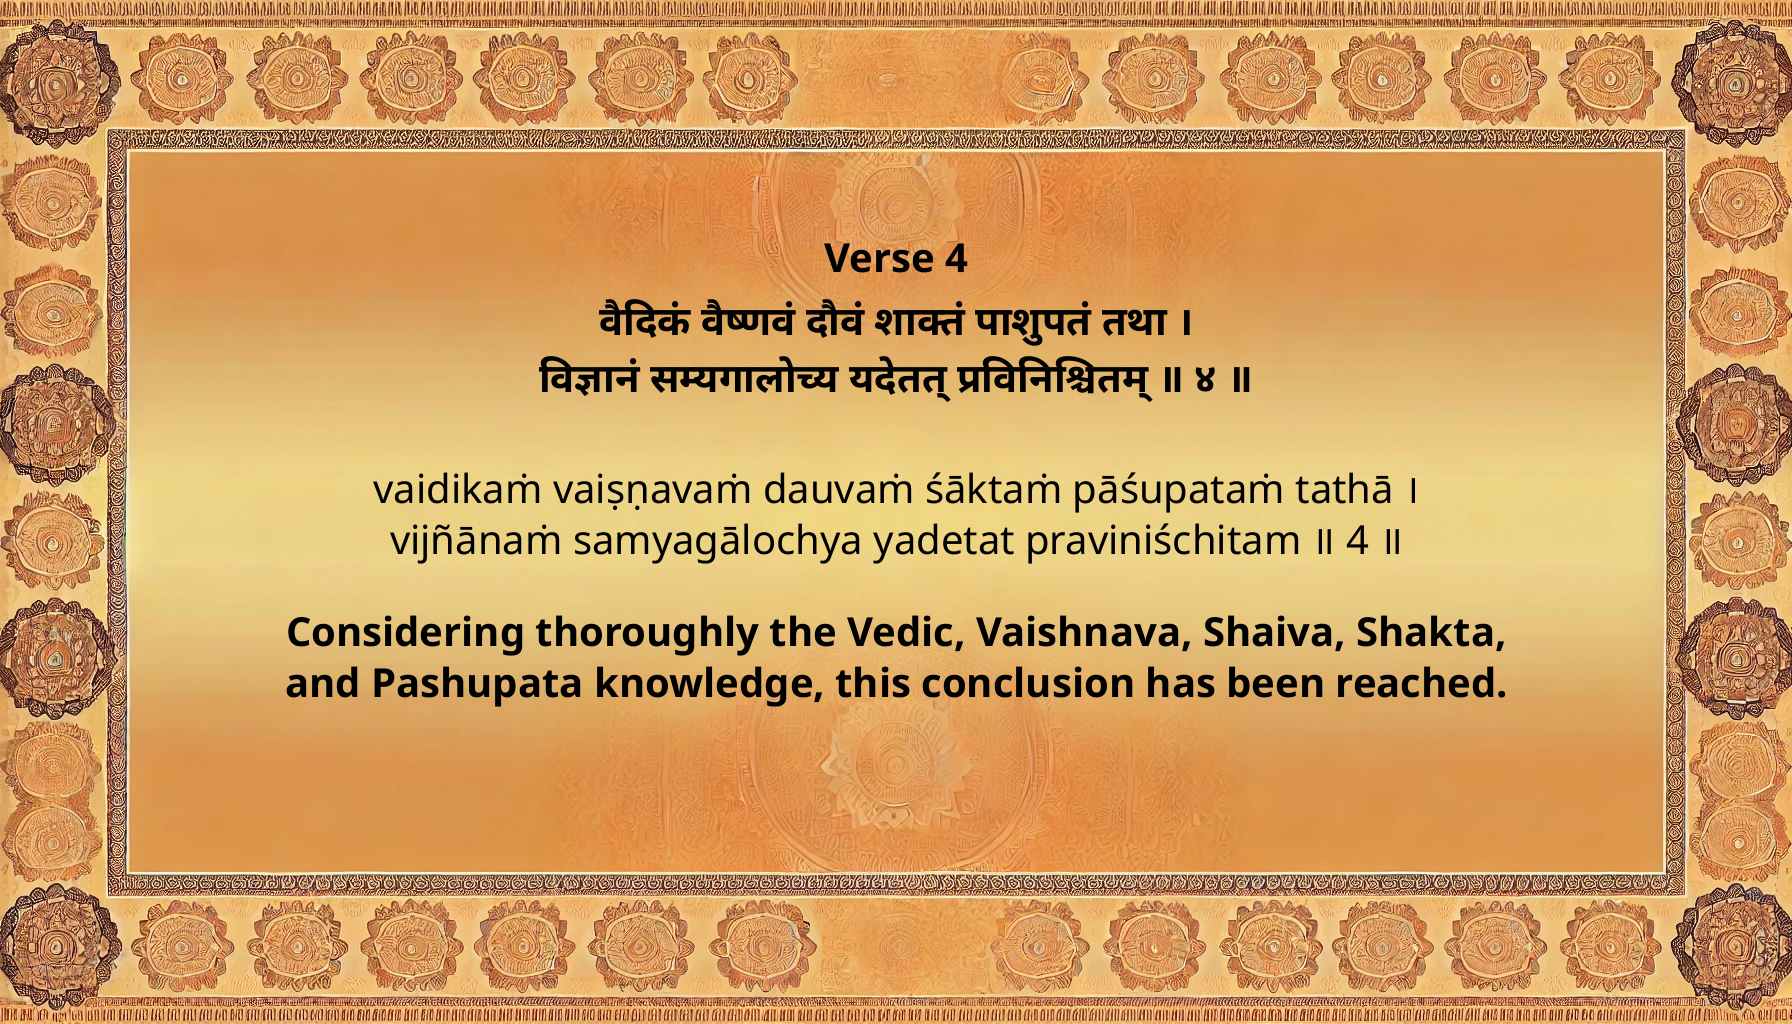 Verse 4
वैदिकं वैष्णवं दौवं शाक्तं पाशुपतं तथा ।
विज्ञानं सम्यगालोच्य यदेतत् प्रविनिश्चितम् ॥ ४ ॥
vaidikaṁ vaiṣṇavaṁ dauvaṁ śāktaṁ pāśupataṁ tathā ।
vijñānaṁ samyagālochya yadetat praviniśchitam ॥ 4 ॥
Considering thoroughly the Vedic, Vaishnava, Shaiva, Shakta,
and Pashupata knowledge, this conclusion has been reached.